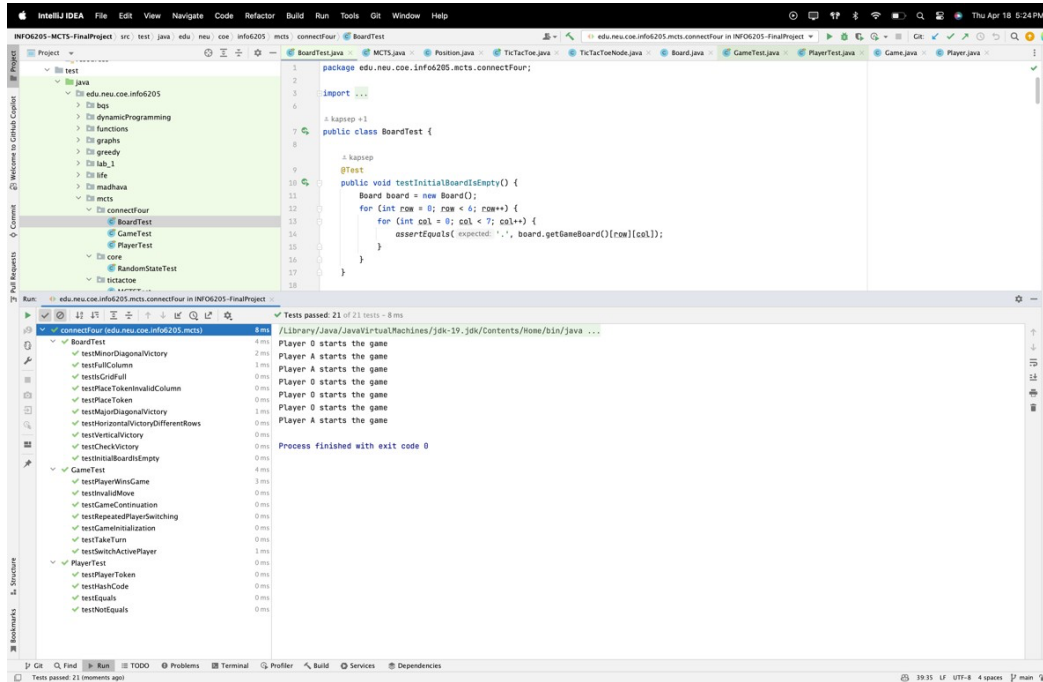 IntelliJ IDEA File Edit View Navigate Code Refactor Build Run Tools Git Window Help Thu Apr 18 5:24 PM
INFO6205-MCTS-FinalProject src test java edu neu coe info6205 mcts connectFour BoardTest edu.neu.coe.info6205.mcts.connectFour in INFO6205-FinalProject Git:
Project
BoardTest.java MCTS.java Position.java TicTacToe.java TicTacToeNode.java Board.java GameTest.java PlayerTest.java Game.java Player.java
test
java
edu.neu.coe.info6205
bqs
dynamicProgramming
functions
graphs
greedy
lab_1
life
madhava
mcts
connectFour
BoardTest
GameTest
PlayerTest
core
RandomStateTest
tictactoe
Project
Welcome to GitHub Copilot
Commit
Pull Requests
Structure
Bookmarks
1 package edu.neu.coe.info6205.mcts.connectFour;
2
3 import ...
6
kapsep +1
7 public class BoardTest {
8
kapsep
9 @Test
10 public void testInitialBoardIsEmpty() {
11 Board board = new Board();
12 for (int row = 0; row < 6; row++) {
13 for (int col = 0; col < 7; col++) {
14 assertEquals( expected: '.', board.getGameBoard()[row][col]);
15 }
16 }
17 }
18
Run: edu.neu.coe.info6205.mcts.connectFour in INFO6205-FinalProject
Tests passed: 21 of 21 tests – 8 ms
connectFour (edu.neu.coe.info6205.mcts) 8 ms
BoardTest 4 ms
testMinorDiagonalVictory 2 ms
testFullColumn 1 ms
testIsGridFull 0 ms
testPlaceTokenInvalidColumn 0 ms
testPlaceToken 0 ms
testMajorDiagonalVictory 1 ms
testHorizontalVictoryDifferentRows 0 ms
testVerticalVictory 0 ms
testCheckVictory 0 ms
testInitialBoardIsEmpty 0 ms
GameTest 4 ms
testPlayerWinsGame 3 ms
testInvalidMove 0 ms
testGameContinuation 0 ms
testRepeatedPlayerSwitching 0 ms
testGameInitialization 0 ms
testTakeTurn 0 ms
testSwitchActivePlayer 1 ms
PlayerTest 0 ms
testPlayerToken 0 ms
testHashCode 0 ms
testEquals 0 ms
testNotEquals 0 ms
/Library/Java/JavaVirtualMachines/jdk-19.jdk/Contents/Home/bin/java ...
Player O starts the game
Player A starts the game
Player A starts the game
Player O starts the game
Player O starts the game
Player O starts the game
Player A starts the game
Process finished with exit code 0
Git Find Run TODO Problems Terminal Profiler Build Services Dependencies
Tests passed: 21 (moments ago) 39:35 LF UTF-8 4 spaces main